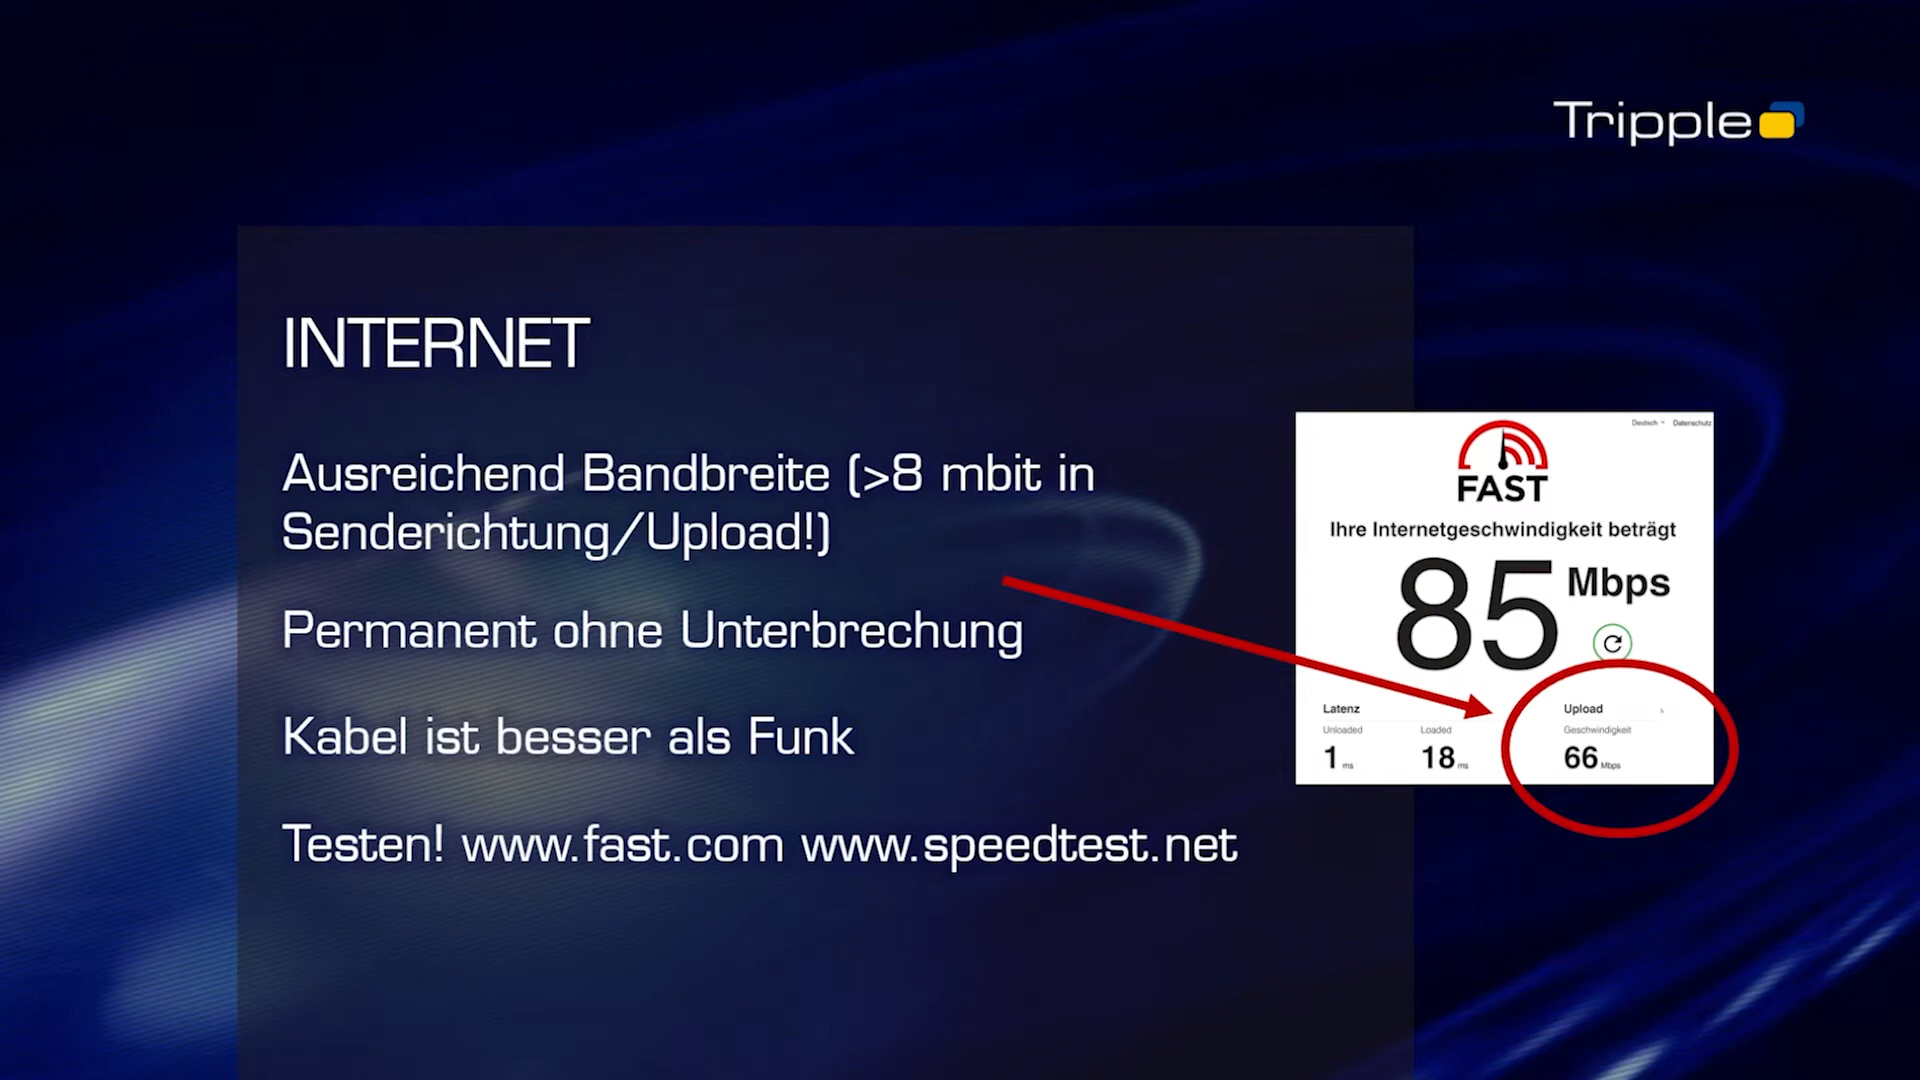 Tripple
INTERNET
Ausreichend Bandbreite (>8 mbit in
Senderichtung/Upload!)
Permanent ohne Unterbrechung
Kabel ist besser als Funk
Testen! www.fast.com www.speedtest.net
Deutsch Datenschutz
FAST
Ihre Internetgeschwindigkeit beträgt
85 Mbps
Latenz Upload
Unloaded Loaded Geschwindigkeit
1 ms 18 ms 66 Mbps